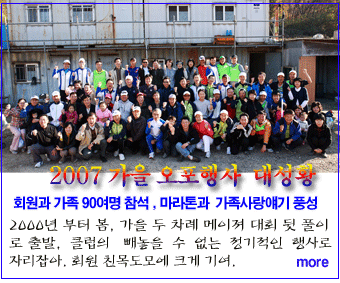 2007 가을 오포행사 대성황
회원과 가족 90여명 참석 , 마라톤과 가족사랑얘기 풍성
2000년 부터 봄, 가을 두 차례 메이저 대회 뒷 풀이
로 출발, 클럽의 빼놓을 수 없는 정기적인 행사로
자리잡아. 회원 친목도모에 크게 기여.
more